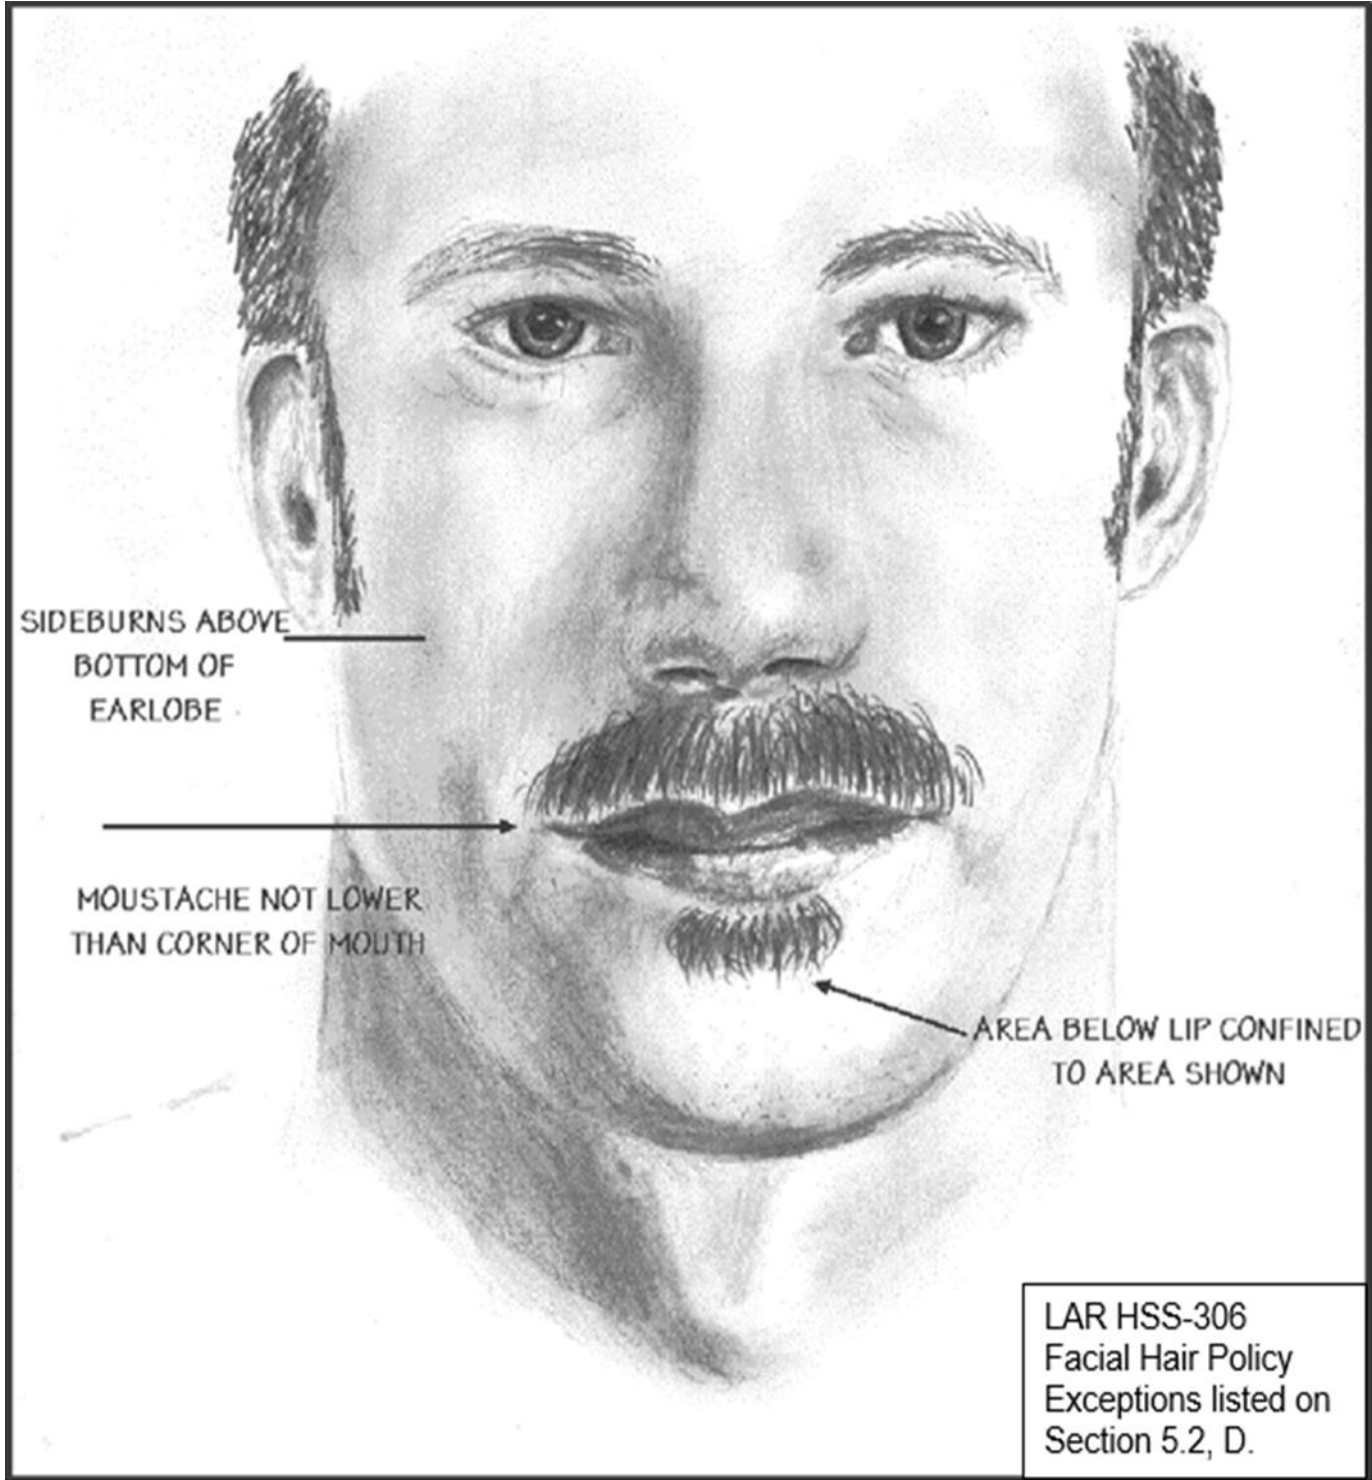 SIDEBURNS ABOVE
BOTTOM OF
EARLOBE
MOUSTACHE NOT LOWER
THAN CORNER OF MOUTH
AREA BELOW LIP CONFINED
TO AREA SHOWN
LAR HSS-306
Facial Hair Policy
Exceptions listed on
Section 5.2, D.